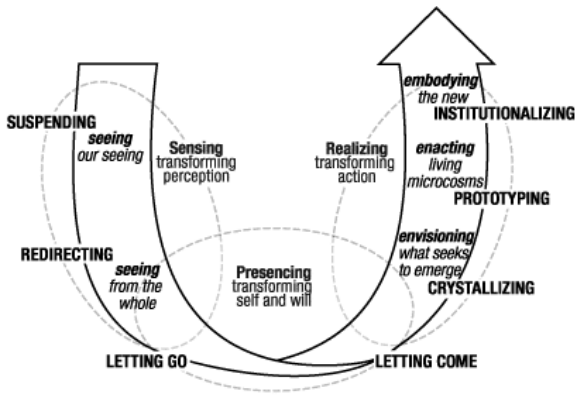 SUSPENDING
seeing
our seeing
Sensing
transforming
perception
REDIRECTING
seeing
from the
whole
LETTING GO
Presencing
transforming
self and will
LETTING COME
Realizing
transforming
action
embodying
the new
INSTITUTIONALIZING
enacting
living
microcosms
PROTOTYPING
envisioning
what seeks
to emerge
CRYSTALLIZING